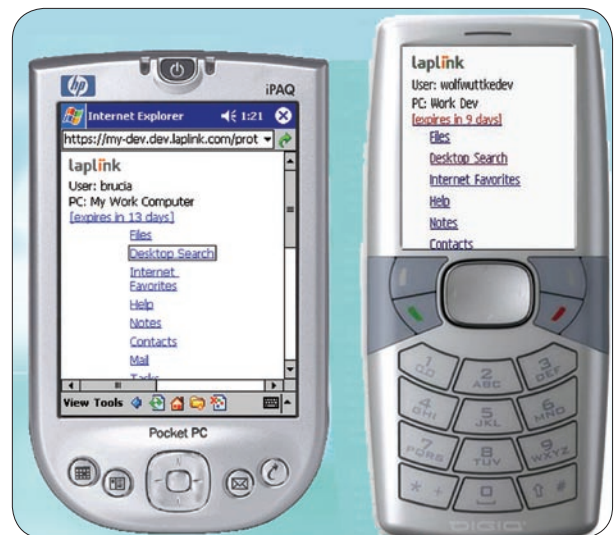 hp
iPAQ
Internet Explorer 1:21
https://my-dev.dev.laplink.com/prot
laplink
User: brucia
PC: My Work Computer
[expires in 13 days]
Files
Desktop Search
Internet
Favorites
Help
Notes
Contacts
Mail
Tasks
View Tools
Pocket PC
laplink
User: wolfwuttkedev
PC: Work Dev
[expires in 9 days]
Files
Desktop Search
Internet Favorites
Help
Notes
Contacts
1 2 ABC 3 DEF
4 GHI 5 JKL 6 MNO
7 PQRS 8 TUV 9 WXYZ
* + 0 #
DIGIO